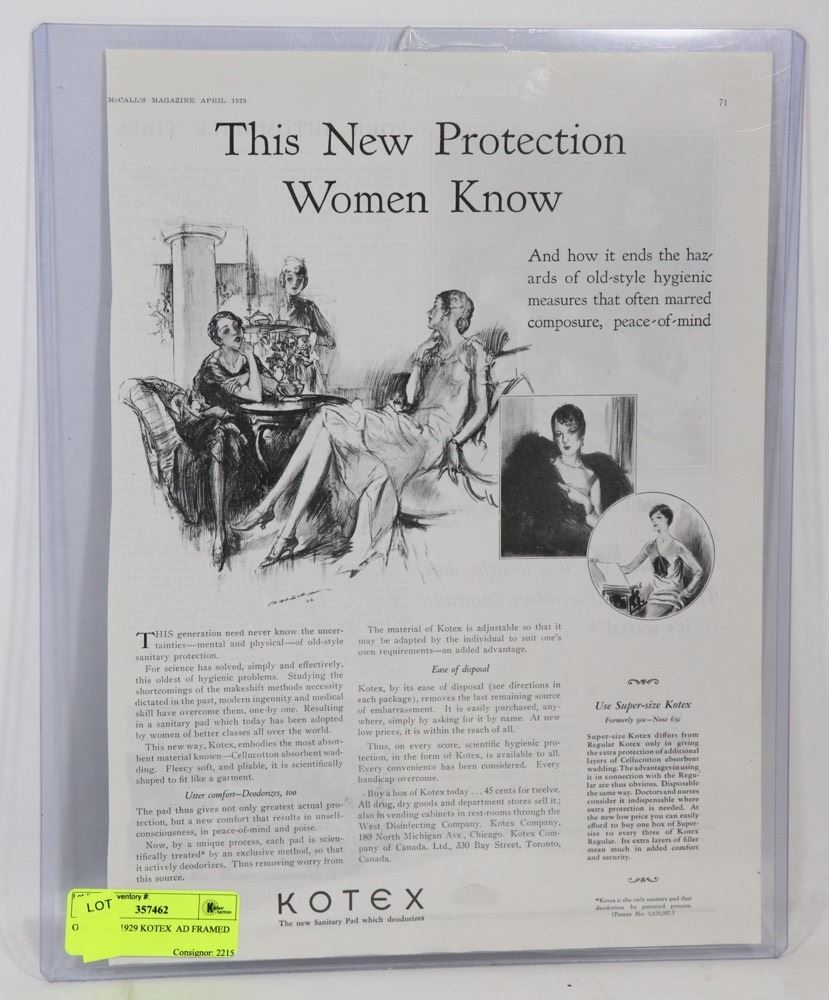 McCALL'S MAGAZINE APRIL 1929
71
This New Protection
Women Know
And how it ends the haz-
ards of old-style hygienic
measures that often marred
composure, peace-of-mind
THIS generation need never know the uncer-
tainties—mental and physical—of old-style
sanitary protection.
For science has solved, simply and effectively,
this oldest of hygienic problems. Studying the
shortcomings of the makeshift methods necessity
dictated in the past, modern ingenuity and medical
skill have overcome them, one by one. Resulting
in a sanitary pad which today has been adopted
by women of better classes all over the world.
This new way, Kotex, embodies the most absor-
bent material known—Cellucotton absorbent wad-
ding. Fleecy soft, and pliable, it is scientifically
shaped to fit like a garment.
Utter comfort—Deodorizes, too
The pad thus gives not only greatest actual pro-
tection, but a new comfort that results in unself-
consciousness, in peace-of-mind and poise.
Now, by a unique process, each pad is scien-
tifically treated* by an exclusive method, so that
it actively deodorizes. Thus removing worry from
this source.
The material of Kotex is adjustable so that it
may be adapted by the individual to suit one's
own requirements—an added advantage.
Ease of disposal
Kotex, by its ease of disposal (see directions in
each package), removes the last remaining source
of embarrassment. It is easily purchased, any-
where, simply by asking for it by name. At new
low prices, it is within the reach of all.
Thus, on every score, scientific hygienic pro-
tection, in the form of Kotex, is available to all.
Every convenience has been considered. Every
handicap overcome.
Buy a box of Kotex today . . . 45 cents for twelve.
All drug, dry goods and department stores sell it;
also in vending cabinets in rest-rooms through the
West Disinfecting Company. Kotex Company,
180 North Michigan Ave., Chicago. Kotex Com-
pany of Canada, Ltd., 330 Bay Street, Toronto,
Canada.
Use Super-size Kotex
Formerly 90c—Now 65c
Super-size Kotex differs from
Regular Kotex only in giving
the extra protection of additional
layers of Cellucotton absorbent
wadding. The advantages in using
it in connection with the Regu-
lar are thus obvious. Disposable
the same way. Doctors and nurses
consider it indispensable where
extra protection is needed. At
the new low price you can easily
afford to buy one box of Super-
size to every three of Kotex
Regular. Its extra layers of filler
mean much in added comfort
and security.
*Kotex is the only sanitary pad that
deodorizes by patented process.
(Patent No. 1,670,587.)
KOTEX
The new Sanitary Pad which deodorizes
LOT
ventory #:
357462
1929 KOTEX AD FRAMED
Consignor: 2215